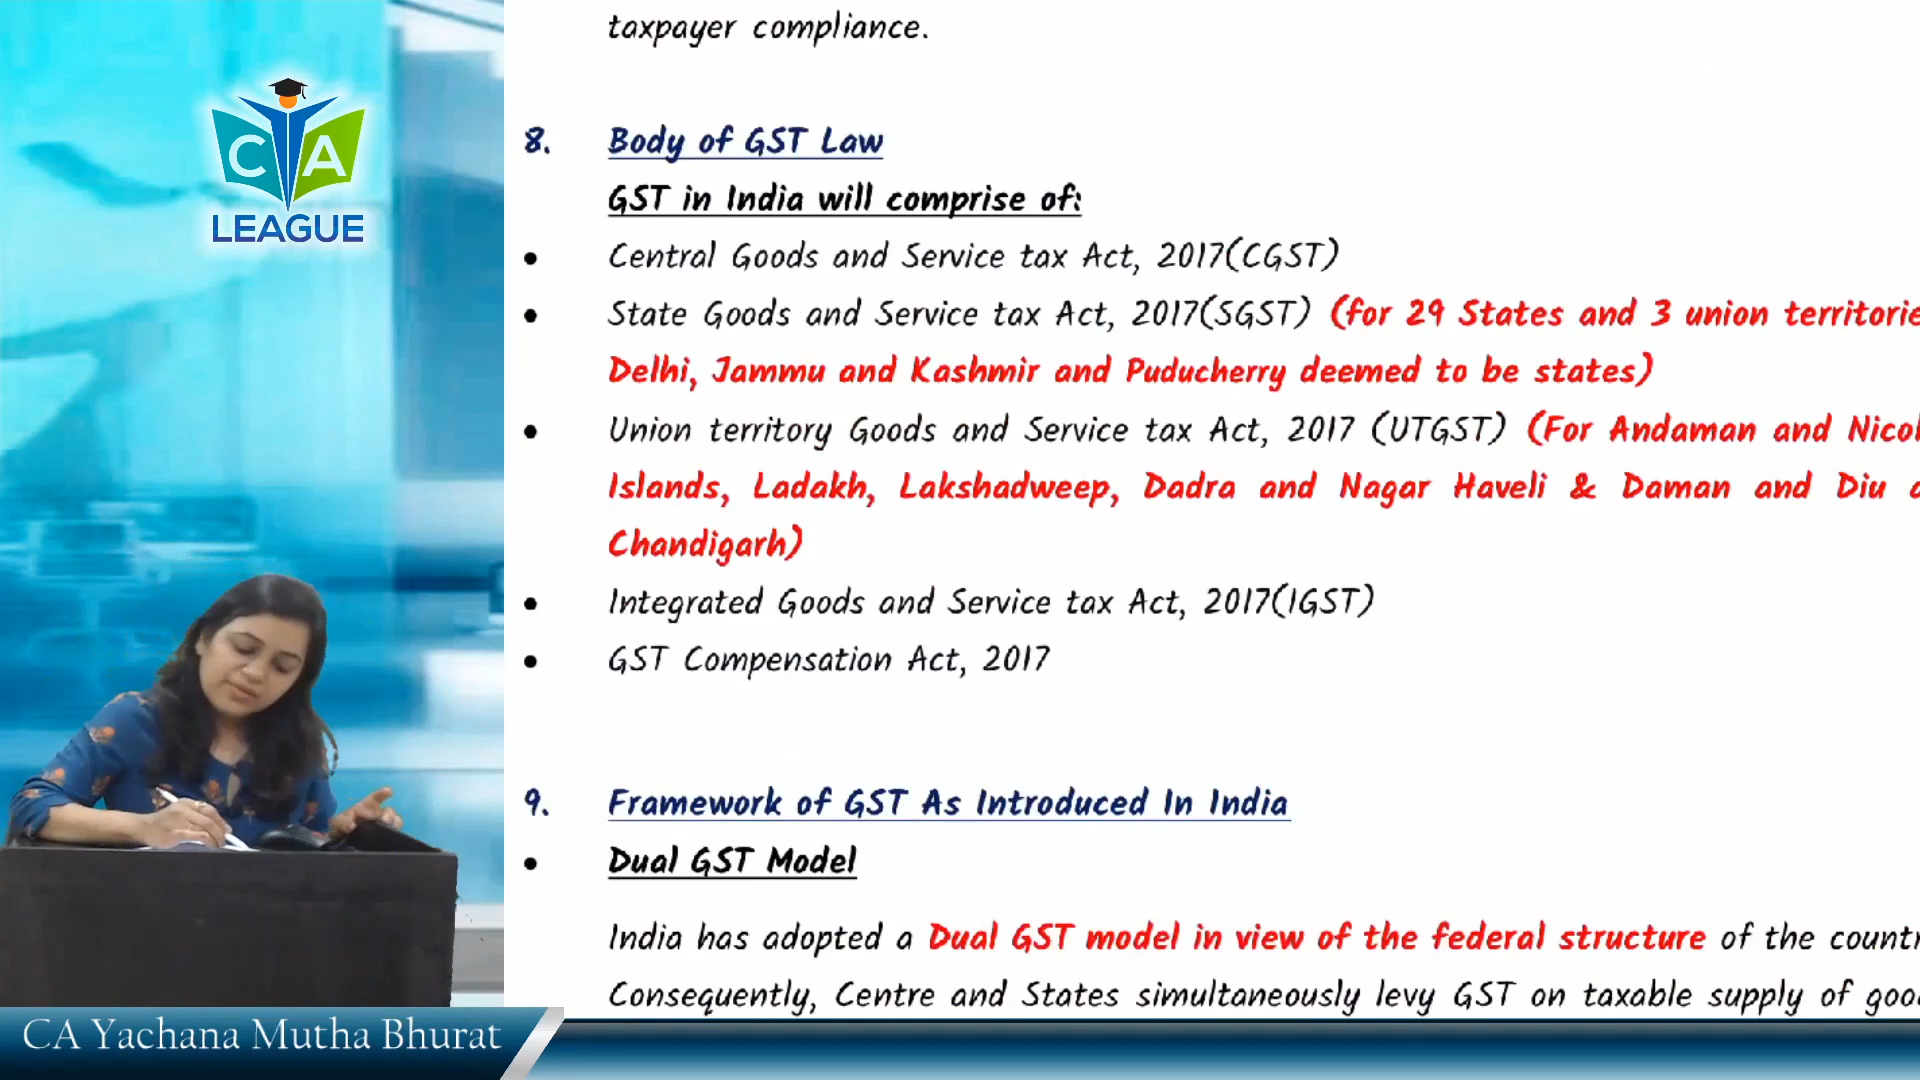 taxpayer compliance.
C A
LEAGUE
8. Body of GST Law
GST in India will comprise of:
• Central Goods and Service tax Act, 2017(CGST)
• State Goods and Service tax Act, 2017(SGST) (for 29 States and 3 union
Delhi, Jammu and Kashmir and Puducherry deemed to be states)
• Union territory Goods and Service tax Act, 2017 (UTGST) (For Andaman and
Islands, Ladakh, Lakshadweep, Dadra and Nagar Haveli & Daman and Diu
Chandigarh)
• Integrated Goods and Service tax Act, 2017(IGST)
• GST Compensation Act, 2017
9. Framework of GST As Introduced In India
• Dual GST Model
India has adopted a Dual GST model in view of the federal structure of the
Consequently, Centre and States simultaneously levy GST on taxable supply of
CA Yachana Mutha Bhurat